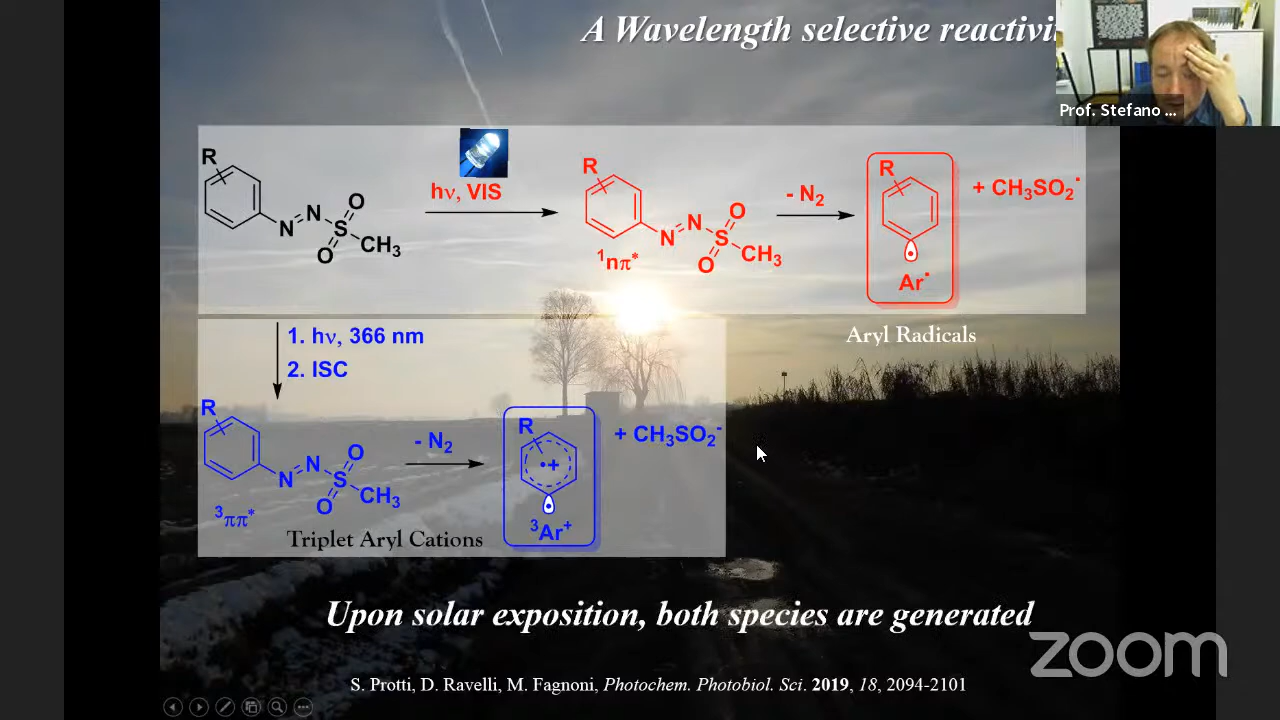 A Wavelength selective reactivi
Prof. Stefano ...
R
N N S O O CH3
hν, VIS
R
N N S O O CH3
1nπ*
- N2
R
Ar•
+ CH3SO2•
Aryl Radicals
1. hν, 366 nm
2. ISC
R
N N S O O CH3
3ππ*
- N2
R
•+
3Ar+
+ CH3SO2-
Triplet Aryl Cations
Upon solar exposition, both species are generated
zoom
S. Protti, D. Ravelli, M. Fagnoni, Photochem. Photobiol. Sci. 2019, 18, 2094-2101